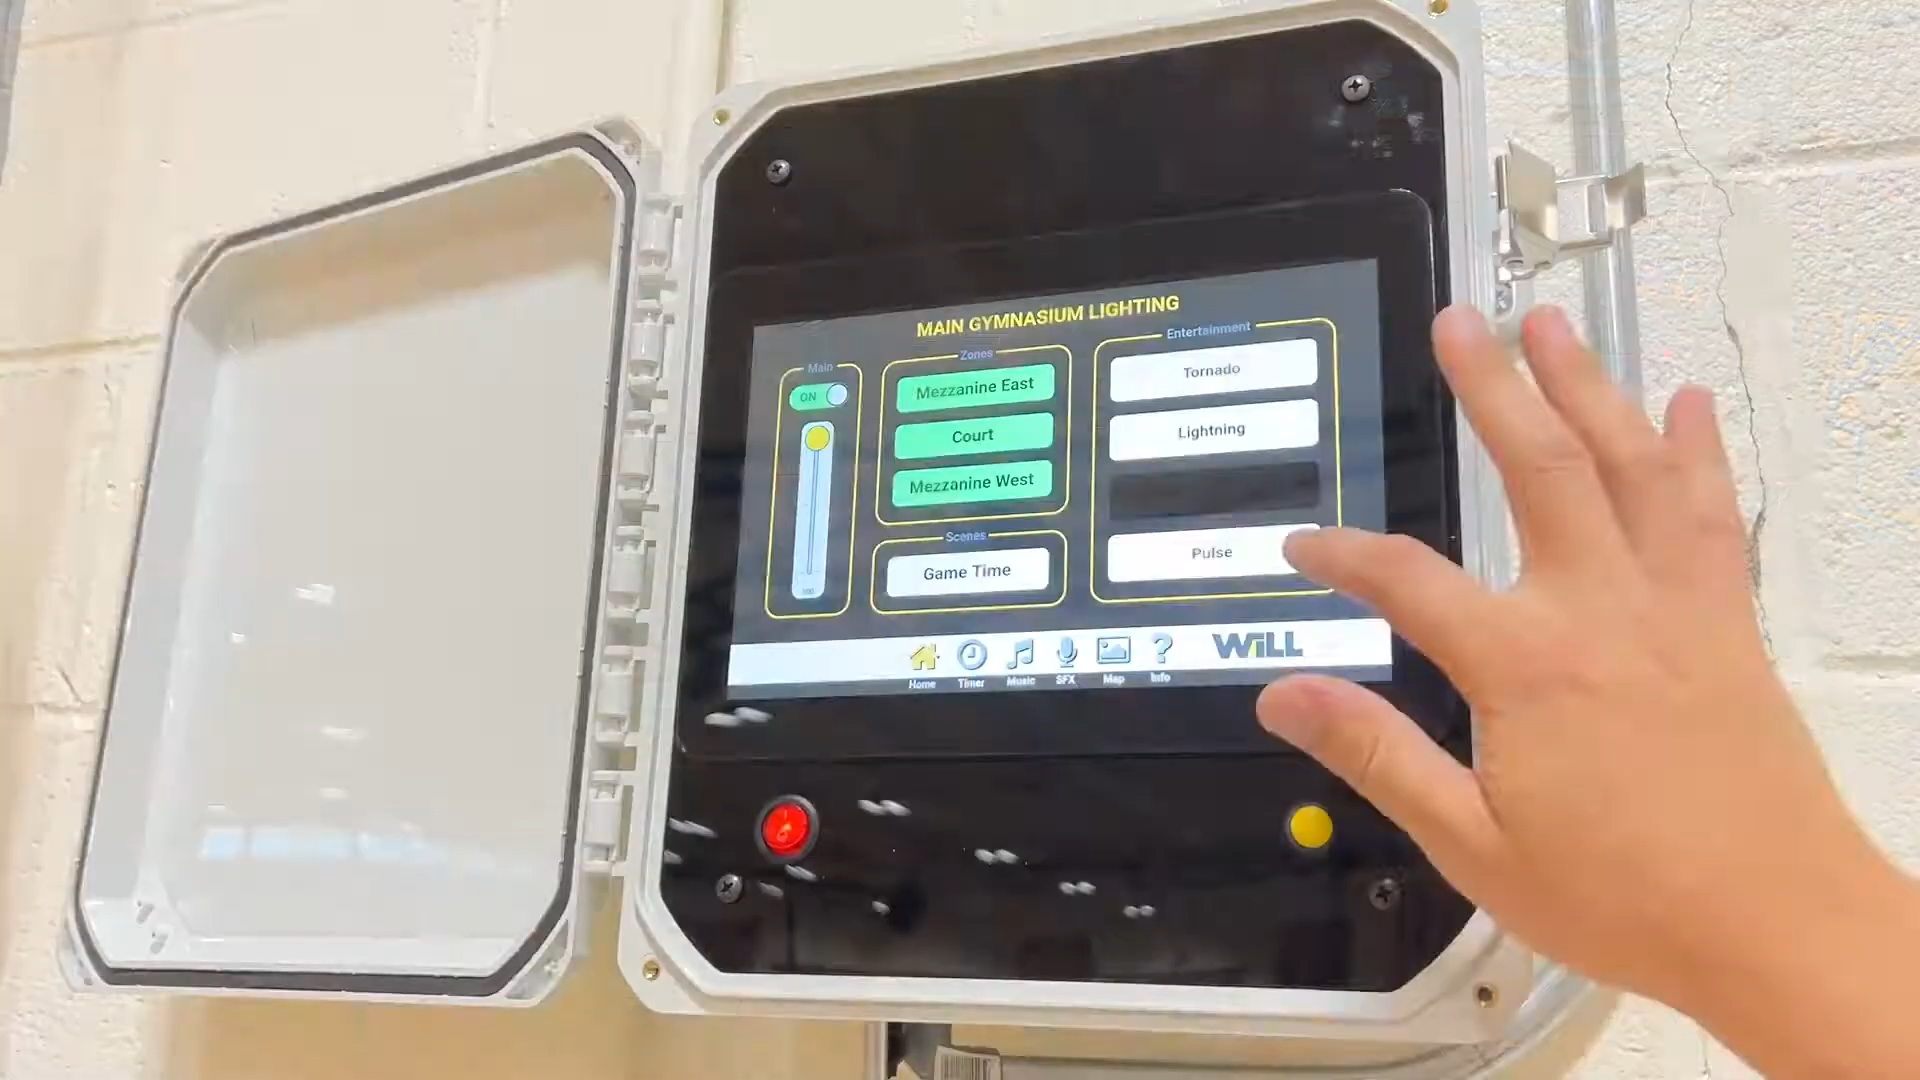 MAIN GYMNASIUM LIGHTING
Main
ON
100
Zones
Mezzanine East
Court
Mezzanine West
Scenes
Game Time
Entertainment
Tornado
Lightning
Pulse
Home
Timer
Music
SFX
Map
Info
WiLL